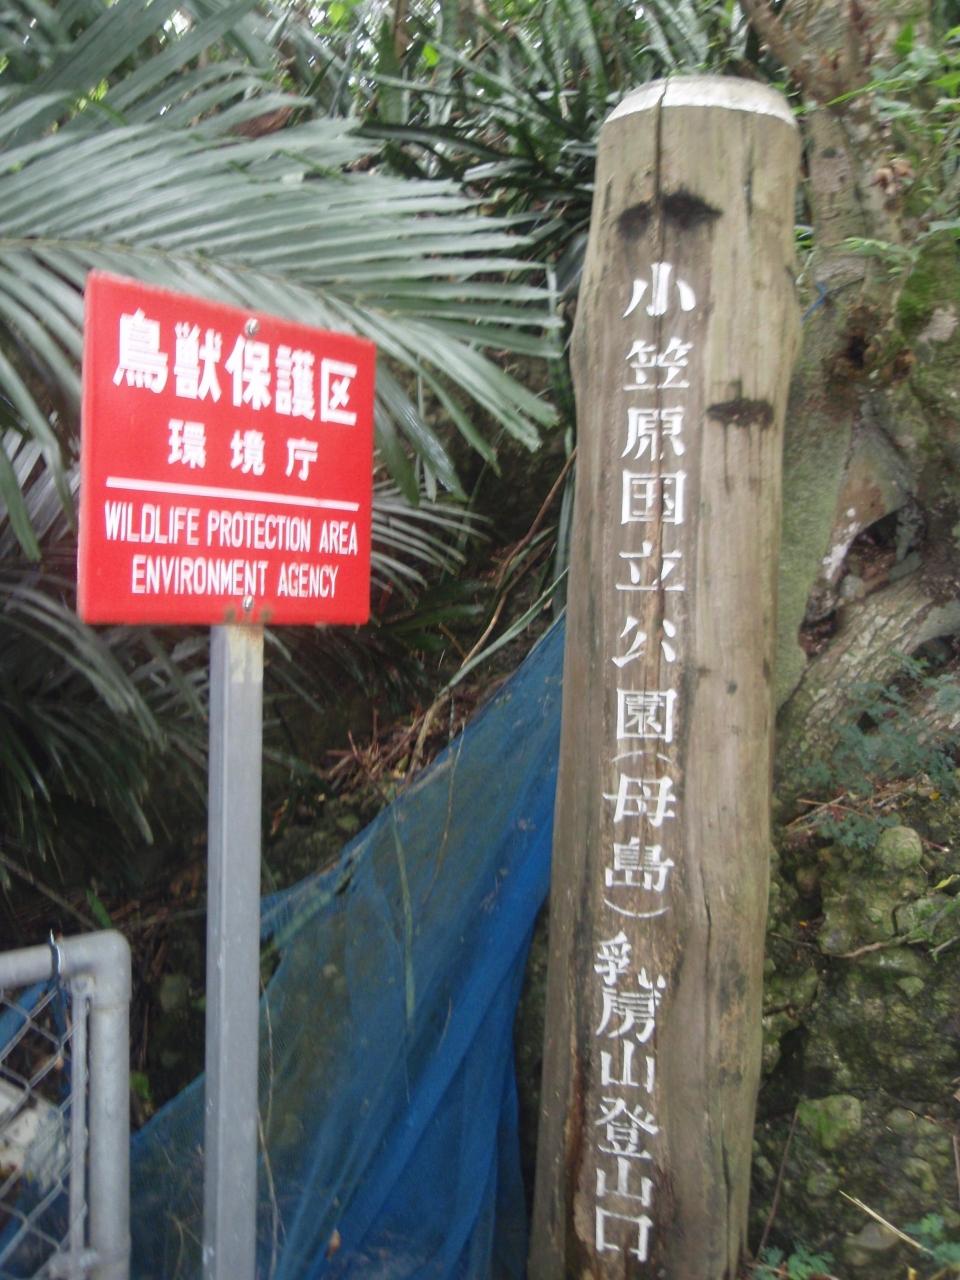 鳥獣保護区
環境庁
WILDLIFE PROTECTION AREA
ENVIRONMENT AGENCY
小笠原国立公園(母島)乳房山登山口